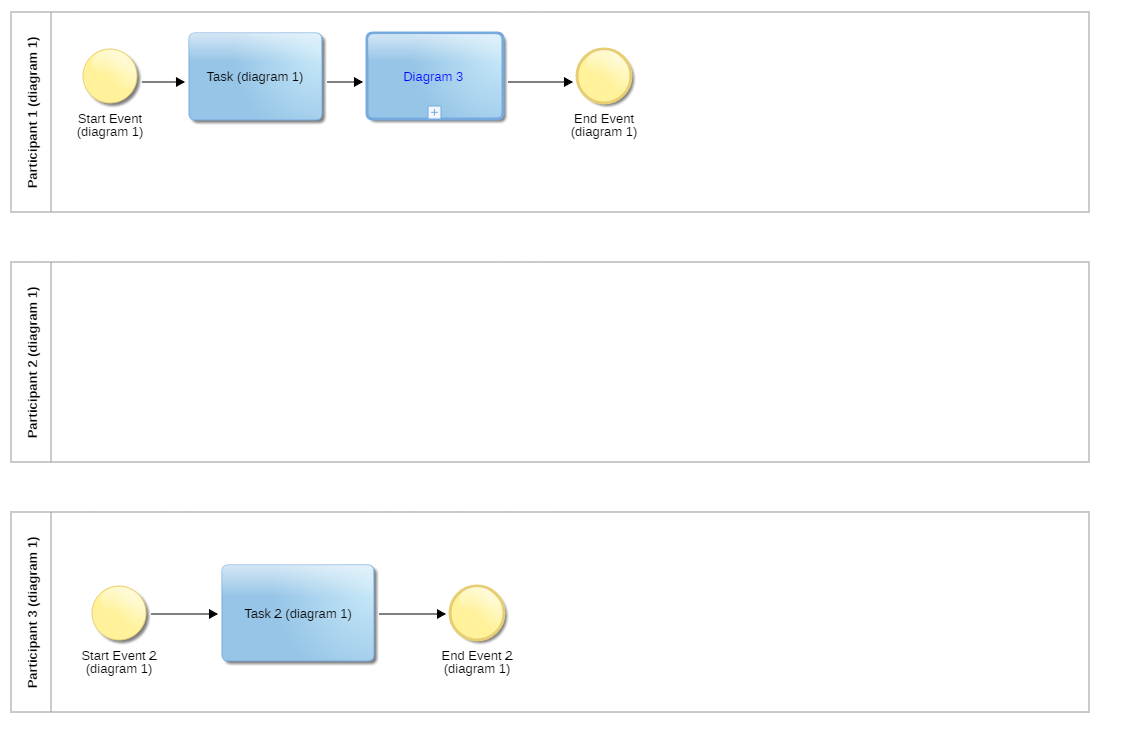 Participant 1 (diagram 1)
Task (diagram 1)
Diagram 3
Start Event
(diagram 1)
End Event
(diagram 1)
Participant 2 (diagram 1)
Participant 3 (diagram 1)
Task 2 (diagram 1)
Start Event 2
(diagram 1)
End Event 2
(diagram 1)